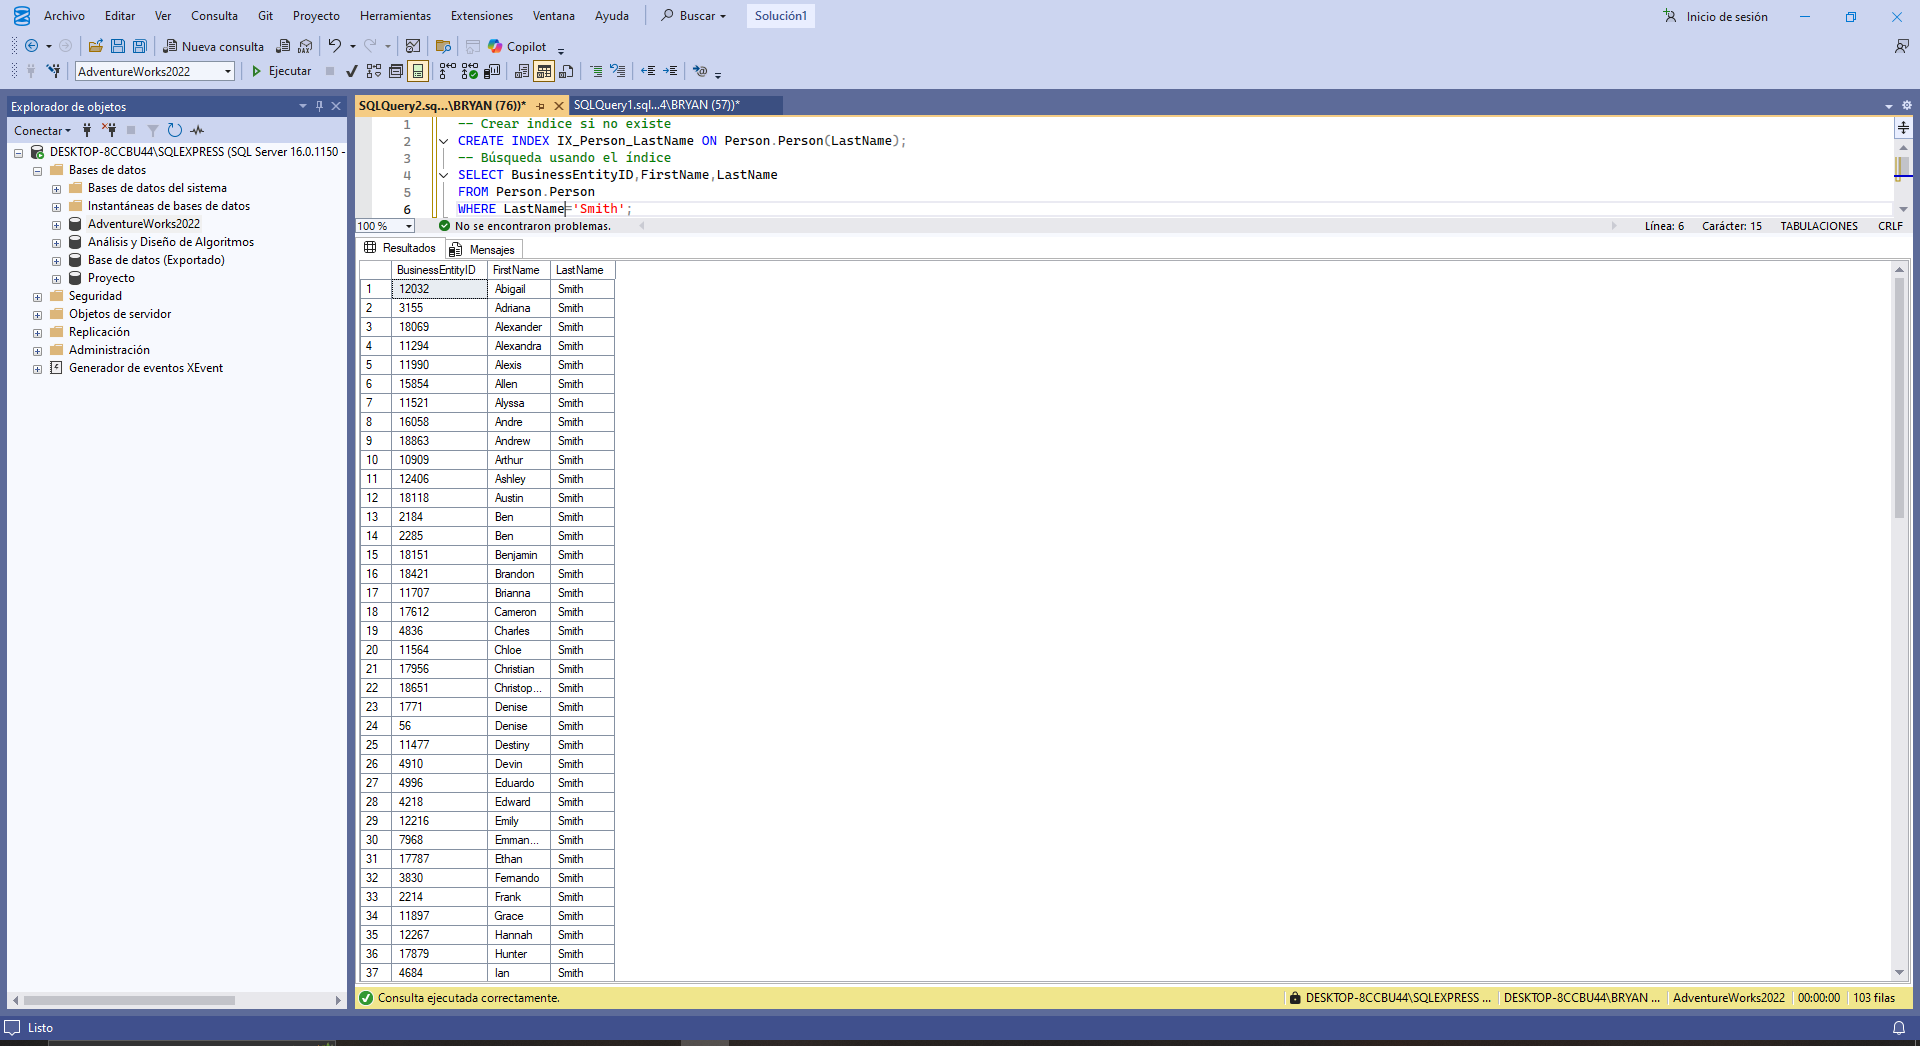 Archivo Editar Ver Consulta Git Proyecto Herramientas Extensiones Ventana Ayuda Buscar Solución1 Inicio de sesión
Nueva consulta DAX Copilot
AdventureWorks2022 Ejecutar
Explorador de objetos
Conectar
DESKTOP-8CCBU44\SQLEXPRESS (SQL Server 16.0.1150 -
Bases de datos
Bases de datos del sistema
Instantáneas de bases de datos
AdventureWorks2022
Análisis y Diseño de Algoritmos
Base de datos (Exportado)
Proyecto
Seguridad
Objetos de servidor
Replicación
Administración
Generador de eventos XEvent
SQLQuery2.sq...\BRYAN (76))* SQLQuery1.sql...4\BRYAN (57))*
1 -- Crear indice si no existe
2 CREATE INDEX IX_Person_LastName ON Person.Person(LastName);
3 -- Búsqueda usando el índice
4 SELECT BusinessEntityID,FirstName,LastName
5 FROM Person.Person
6 WHERE LastName='Smith';
100 % No se encontraron problemas. Línea: 6 Carácter: 15 TABULACIONES CRLF
Resultados Mensajes
BusinessEntityID FirstName LastName
1 12032 Abigail Smith
2 3155 Adriana Smith
3 18069 Alexander Smith
4 11294 Alexandra Smith
5 11990 Alexis Smith
6 15854 Allen Smith
7 11521 Alyssa Smith
8 16058 Andre Smith
9 18863 Andrew Smith
10 10909 Arthur Smith
11 12406 Ashley Smith
12 18118 Austin Smith
13 2184 Ben Smith
14 2285 Ben Smith
15 18151 Benjamin Smith
16 18421 Brandon Smith
17 11707 Brianna Smith
18 17612 Cameron Smith
19 4836 Charles Smith
20 11564 Chloe Smith
21 17956 Christian Smith
22 18651 Christop... Smith
23 1771 Denise Smith
24 56 Denise Smith
25 11477 Destiny Smith
26 4910 Devin Smith
27 4996 Eduardo Smith
28 4218 Edward Smith
29 12216 Emily Smith
30 7968 Emman... Smith
31 17787 Ethan Smith
32 3830 Fernando Smith
33 2214 Frank Smith
34 11897 Grace Smith
35 12267 Hannah Smith
36 17879 Hunter Smith
37 4684 Ian Smith
Consulta ejecutada correctamente. DESKTOP-8CCBU44\SQLEXPRESS ... DESKTOP-8CCBU44\BRYAN ... AdventureWorks2022 00:00:00 103 filas
Listo